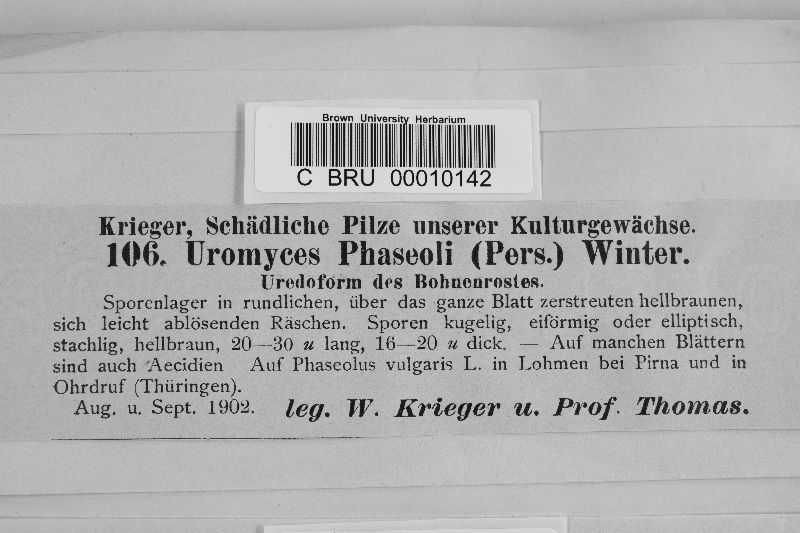 Brown University Herbarium
C BRU 00010142
Krieger, Schädliche Pilze unserer Kulturgewächse.
106. Uromyces Phaseoli (Pers.) Winter.
Uredoform des Bohnenrostes.
Sporenlager in rundlichen, über das ganze Blatt zerstreuten hellbraunen,
sich leicht ablösenden Räschen. Sporen kugelig, eiförmig oder elliptisch,
stachlig, hellbraun, 20—30 u lang, 16—20 u dick. — Auf manchen Blättern
sind auch Aecidien Auf Phaseolus vulgaris L. in Lohmen bei Pirna und in
Ohrdruf (Thüringen).
Aug. u. Sept. 1902. leg. W. Krieger u. Prof. Thomas.